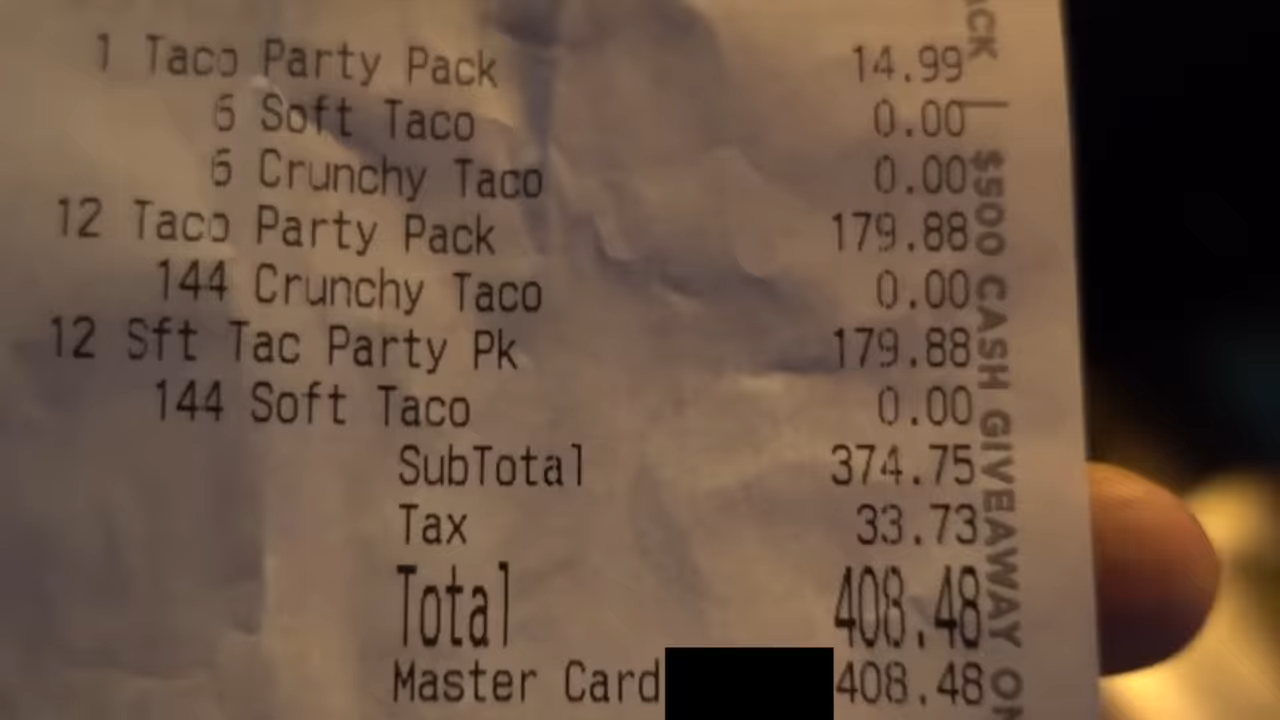 1 Taco Party Pack 14.99
6 Soft Taco 0.00
6 Crunchy Taco 0.00
12 Taco Party Pack 179.88
144 Crunchy Taco 0.00
12 Sft Tac Party Pk 179.88
144 Soft Taco 0.00
SubTotal 374.75
Tax 33.73
Total 408.48
Master Card 408.48
| $500 CASH GIVEAWAY